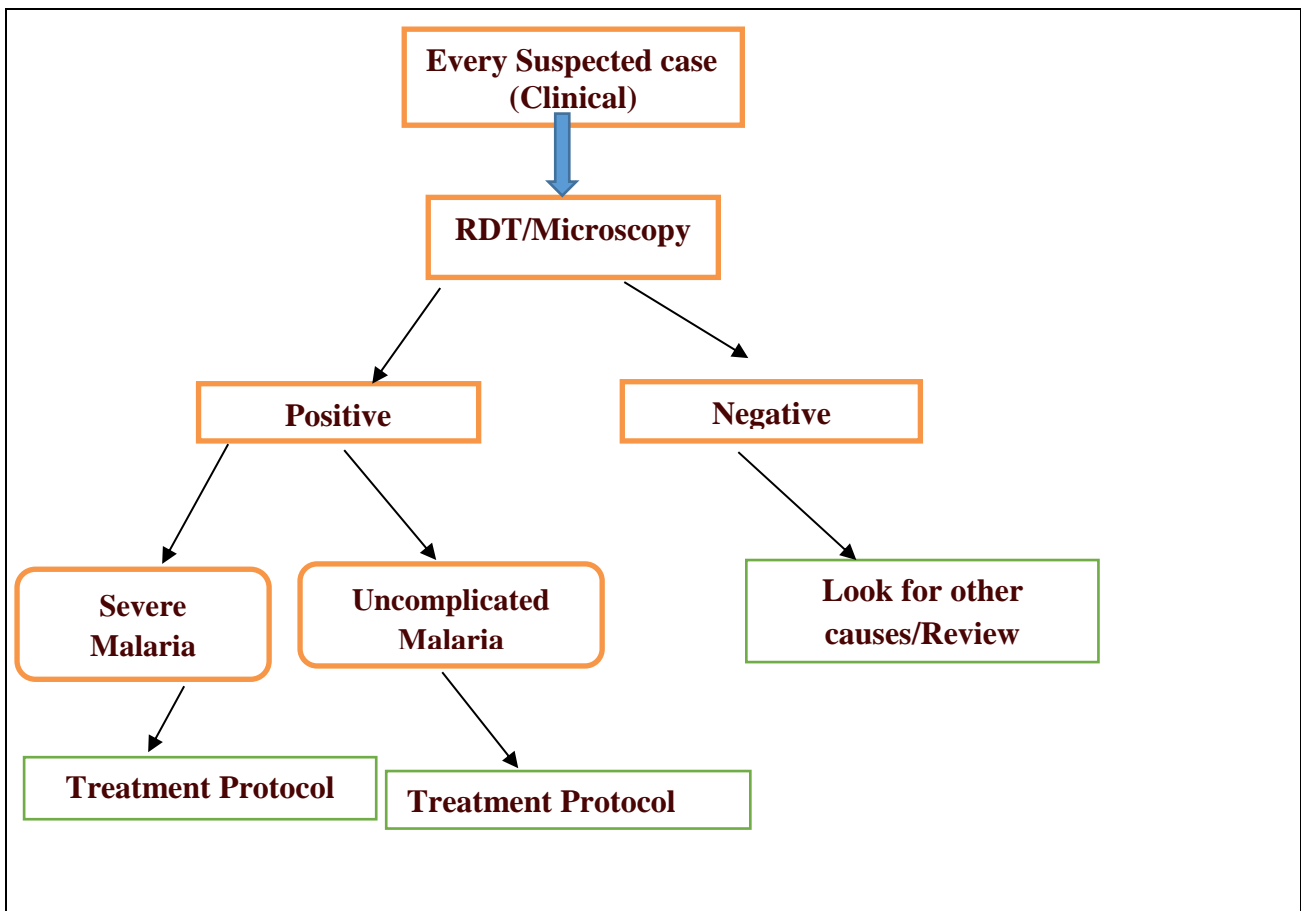 Every Suspected case
(Clinical)
RDT/Microscopy
Positive
Negative
Severe
Malaria
Uncomplicated
Malaria
Look for other
causes/Review
Treatment Protocol
Treatment Protocol